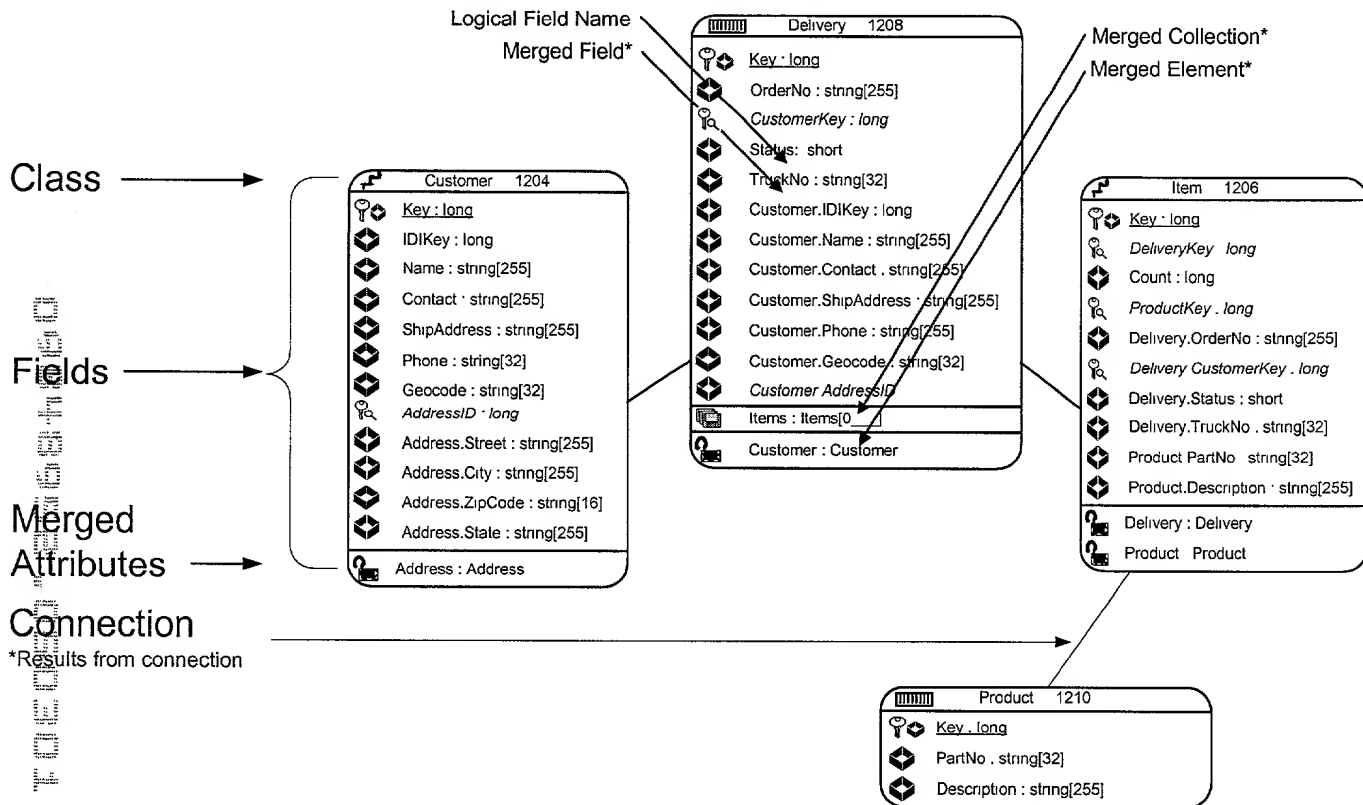 Logical Field Name
Merged Field*
Merged Collection*
Merged Element*
Class
Fields
Merged
Attributes
Connection
*Results from connection
Customer 1204
Key : long
IDIKey : long
Name : string[255]
Contact : string[255]
ShipAddress : string[255]
Phone : string[32]
Geocode : string[32]
AddressID : long
Address.Street : string[255]
Address.City : string[255]
Address.ZipCode : string[16]
Address.State : string[255]
Address : Address
Delivery 1208
Key : long
OrderNo : string[255]
CustomerKey : long
Status: short
TruckNo : string[32]
Customer.IDIKey : long
Customer.Name : string[255]
Customer.Contact . string[255]
Customer.ShipAddress : string[255]
Customer.Phone : string[255]
Customer.Geocode : string[32]
Customer AddressID
Items : Items[0____]
Customer : Customer
Item 1206
Key : long
DeliveryKey long
Count : long
ProductKey . long
Delivery.OrderNo : string[255]
Delivery CustomerKey . long
Delivery.Status : short
Delivery.TruckNo . string[32]
Product PartNo string[32]
Product.Description : string[255]
Delivery : Delivery
Product Product
Product 1210
Key . long
PartNo . string[32]
Description : string[255]